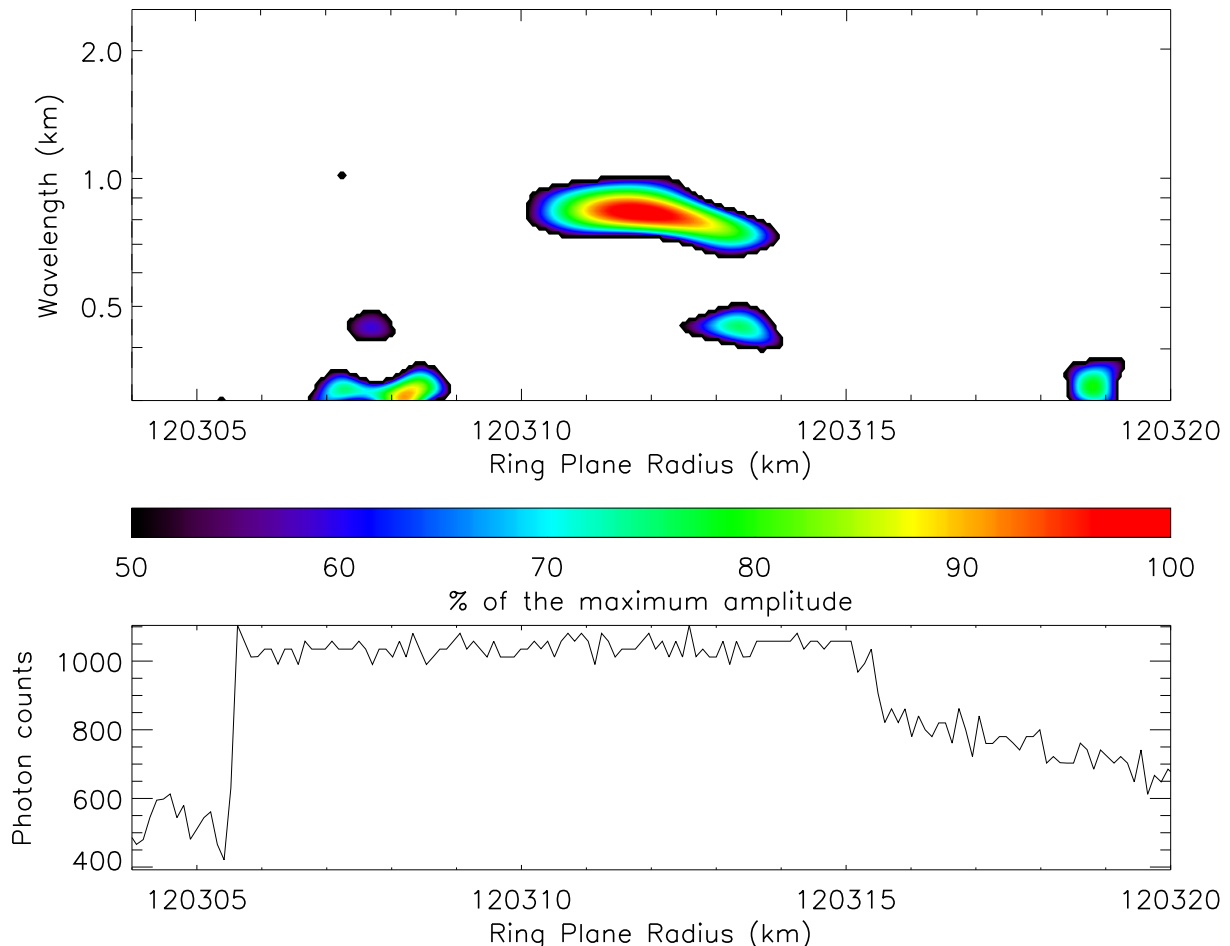 2.0
1.0
0.5
Wavelength (km)
120305 120310 120315 120320
Ring Plane Radius (km)
50 60 70 80 90 100
% of the maximum amplitude
1000
800
600
400
Photon counts
120305 120310 120315 120320
Ring Plane Radius (km)